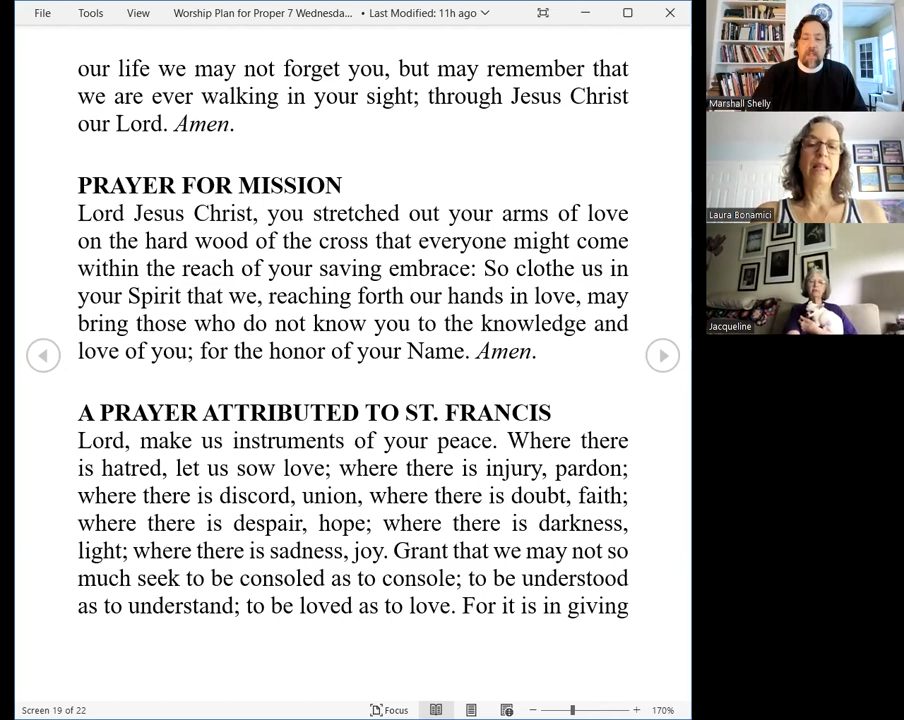 File Tools View Worship Plan for Proper 7 Wednesda... • Last Modified: 11h ago
our life we may not forget you, but may remember that
we are ever walking in your sight; through Jesus Christ
our Lord. Amen.
PRAYER FOR MISSION
Lord Jesus Christ, you stretched out your arms of love
on the hard wood of the cross that everyone might come
within the reach of your saving embrace: So clothe us in
your Spirit that we, reaching forth our hands in love, may
bring those who do not know you to the knowledge and
love of you; for the honor of your Name. Amen.
A PRAYER ATTRIBUTED TO ST. FRANCIS
Lord, make us instruments of your peace. Where there
is hatred, let us sow love; where there is injury, pardon;
where there is discord, union, where there is doubt, faith;
where there is despair, hope; where there is darkness,
light; where there is sadness, joy. Grant that we may not so
much seek to be consoled as to console; to be understood
as to understand; to be loved as to love. For it is in giving
Screen 19 of 22 Focus 170%
Marshall Shelly
Laura Bonamici
Jacqueline